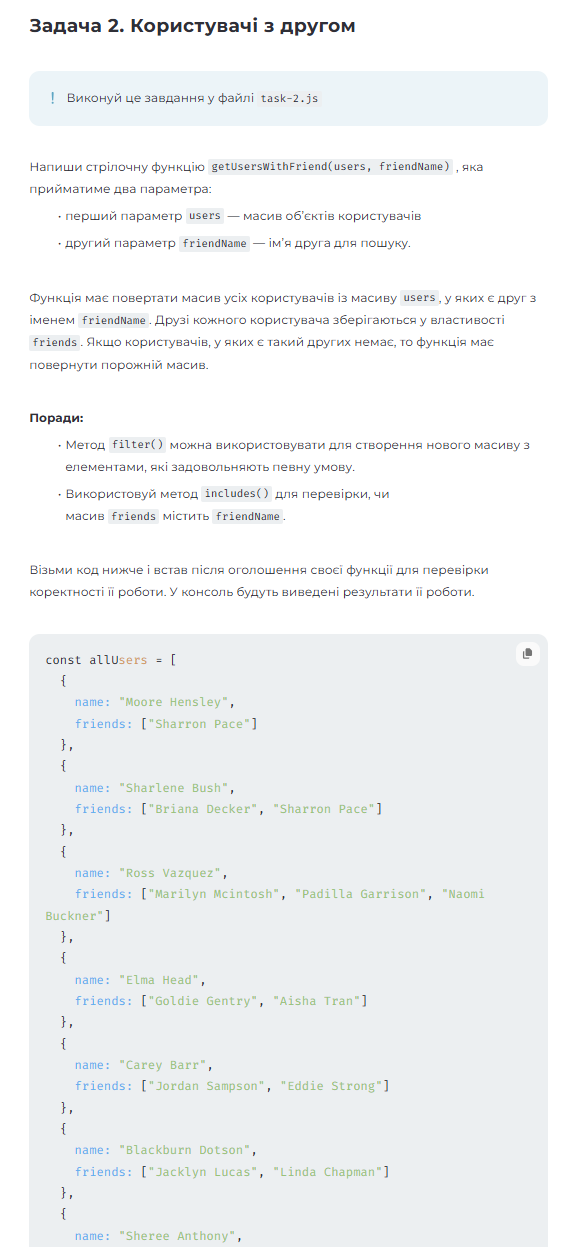 Задача 2. Користувачі з другом
! Виконуй це завдання у файлі task-2.js
Напиши стрілочну функцію getUsersWithFriend(users, friendName) , яка
прийматиме два параметра:
• перший параметр users — масив об’єктів користувачів
• другий параметр friendName — ім’я друга для пошуку.
Функція має повертати масив усіх користувачів із масиву users, у яких є друг з
іменем friendName. Друзі кожного користувача зберігаються у властивості
friends. Якщо користувачів, у яких є такий других немає, то функція має
повернути порожній масив.
Поради:
• Метод filter() можна використовувати для створення нового масиву з
елементами, які задовольняють певну умову.
• Використовуй метод includes() для перевірки, чи
масив friends містить friendName.
Візьми код нижче і встав після оголошення своєї функції для перевірки
коректності її роботи. У консоль будуть виведені результати її роботи.
const allUsers = [
{
name: "Moore Hensley",
friends: ["Sharron Pace"]
},
{
name: "Sharlene Bush",
friends: ["Briana Decker", "Sharron Pace"]
},
{
name: "Ross Vazquez",
friends: ["Marilyn Mcintosh", "Padilla Garrison", "Naomi
Buckner"]
},
{
name: "Elma Head",
friends: ["Goldie Gentry", "Aisha Tran"]
},
{
name: "Carey Barr",
friends: ["Jordan Sampson", "Eddie Strong"]
},
{
name: "Blackburn Dotson",
friends: ["Jacklyn Lucas", "Linda Chapman"]
},
{
name: "Sheree Anthony",